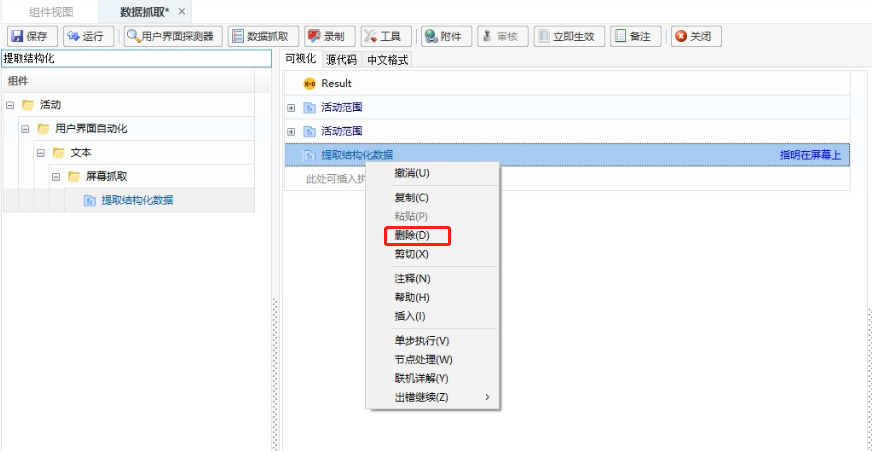 组件视图 数据抓取* ×
保存 运行 用户界面探测器 数据抓取 录制 工具 附件 审核 立即生效 备注 关闭
提取结构化
可视化 源代码 中文格式
组件
活动
用户界面自动化
文本
屏幕抓取
提取结构化数据
Result
活动范围
活动范围
提取结构化数据 指明在屏幕上
此处可插入执
撤消(U)
复制(C)
粘贴(P)
删除(D)
剪切(X)
注释(N)
帮助(H)
插入(I)
单步执行(V)
节点处理(W)
联机详解(Y)
出错继续(Z)